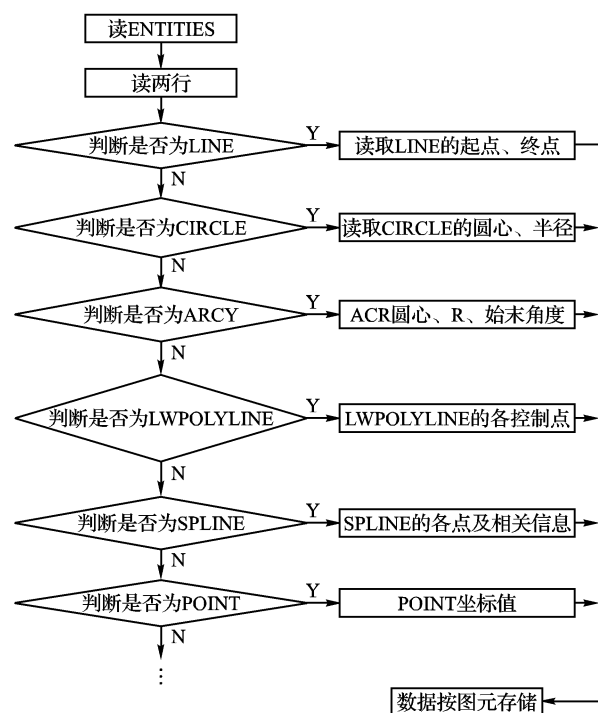 读ENTITIES
读两行
判断是否为LINE
Y
读取LINE的起点、终点
N
判断是否为CIRCLE
Y
读取CIRCLE的圆心、半径
N
判断是否为ARCY
Y
ACR圆心、R、始末角度
N
判断是否为LWPOLYLINE
Y
LWPOLYLINE的各控制点
N
判断是否为SPLINE
Y
SPLINE的各点及相关信息
N
判断是否为POINT
Y
POINT坐标值
N
⋮
数据按图元存储